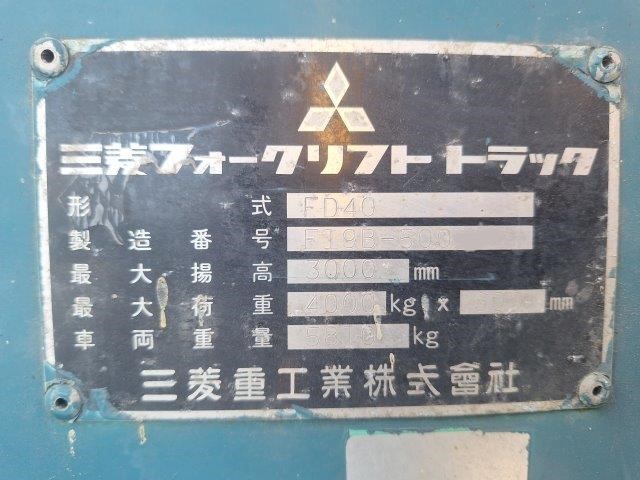 三菱フォークリフト トラック
形式 FD40
製造番号 F19B-500
最大揚高 3000 mm
最大荷重 4000 kg x mm
車両重量 kg
三菱重工業株式會社